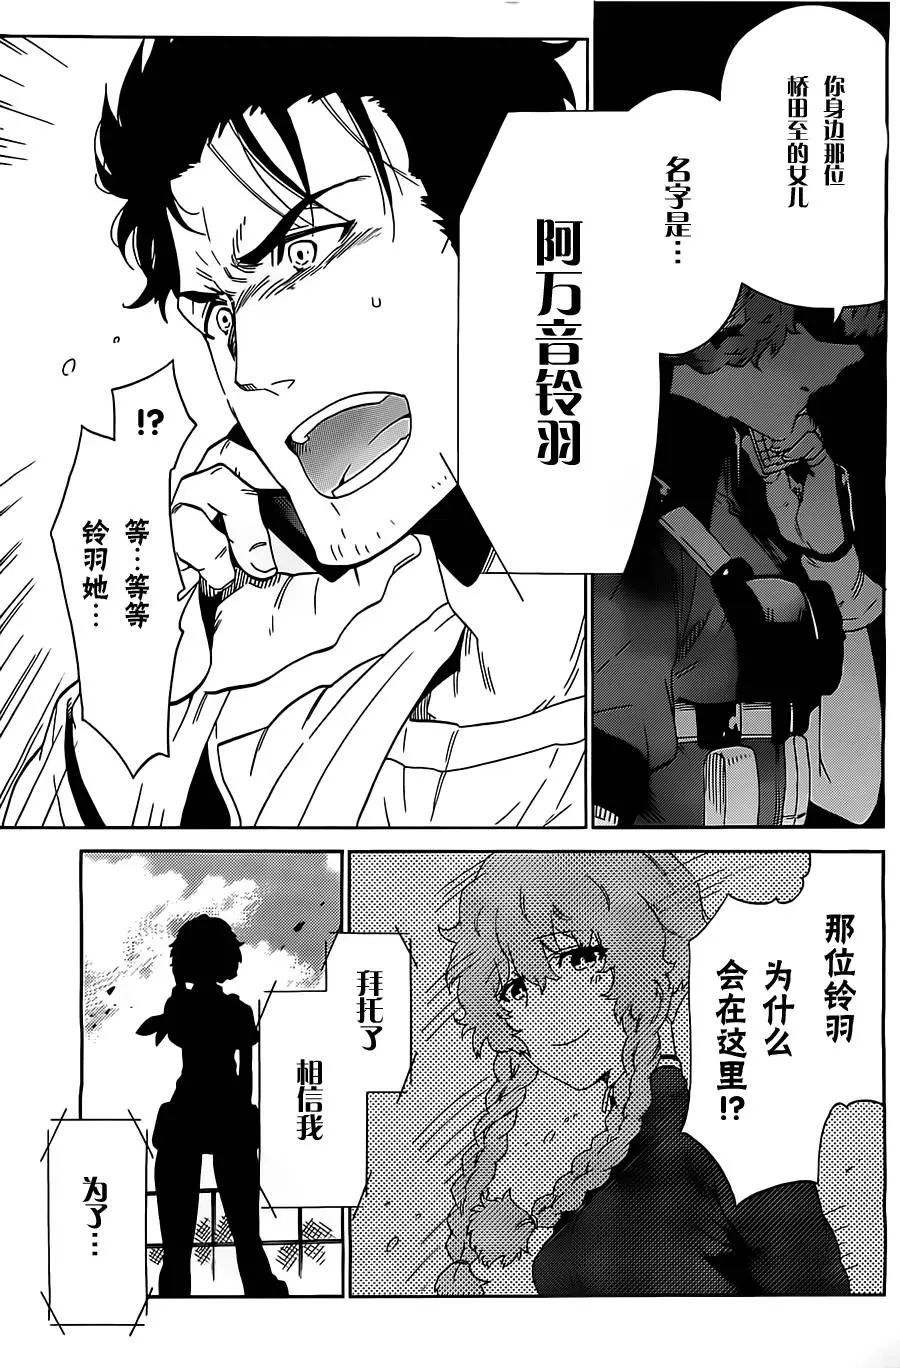 你身边那位
桥田至的女儿
名字是…
阿万音铃羽
!?
等…等等
铃羽她…
那位铃羽
为什么
会在这里!?
拜托了
相信我
为了…